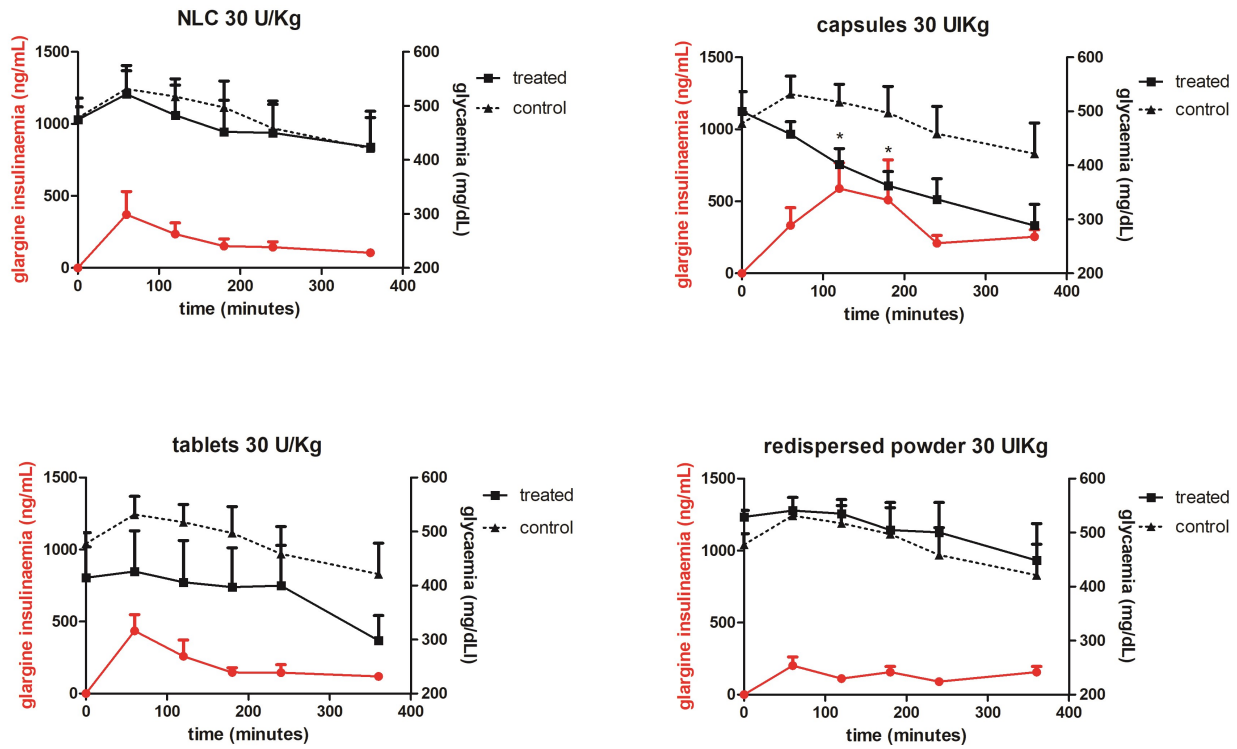 NLC 30 U/Kg
glargine insulinaemia (ng/mL)
1500
1000
500
0
600
500
400
300
200
glycaemia (mg/dL)
treated
control
0
100
200
300
400
time (minutes)
capsules 30 UIKg
glargine insulinaemia (ng/mL)
1500
1000
500
0
* *
600
500
400
300
200
glycaemia (mg/dL)
treated
control
0
100
200
300
400
time (minutes)
tablets 30 U/Kg
glargine insulinaemia (ng/mL)
1500
1000
500
0
600
500
400
300
200
glycaemia (mg/dLl)
treated
control
0
100
200
300
400
time (minutes)
redispersed powder 30 UIKg
glargine insulinaemia (ng/mL)
1500
1000
500
0
600
500
400
300
200
glycaemia (mg/dL)
treated
control
0
100
200
300
400
time (minutes)